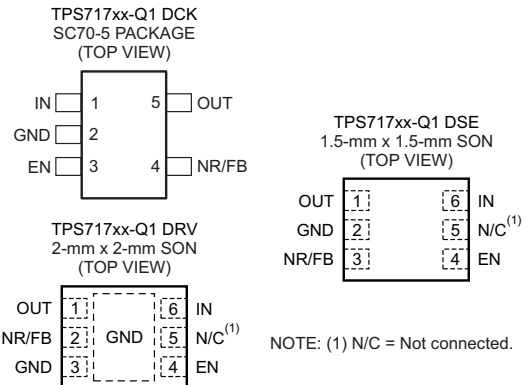 TPS717xx-Q1 DCK
SC70-5 PACKAGE
(TOP VIEW)
IN 1 5 OUT
GND 2
EN 3 4 NR/FB
TPS717xx-Q1 DRV
2-mm x 2-mm SON
(TOP VIEW)
OUT 1 6 IN
NR/FB 2 GND 5 N/C(1)
GND 3 4 EN
TPS717xx-Q1 DSE
1.5-mm x 1.5-mm SON
(TOP VIEW)
OUT 1 6 IN
GND 2 5 N/C(1)
NR/FB 3 4 EN
NOTE: (1) N/C = Not connected.